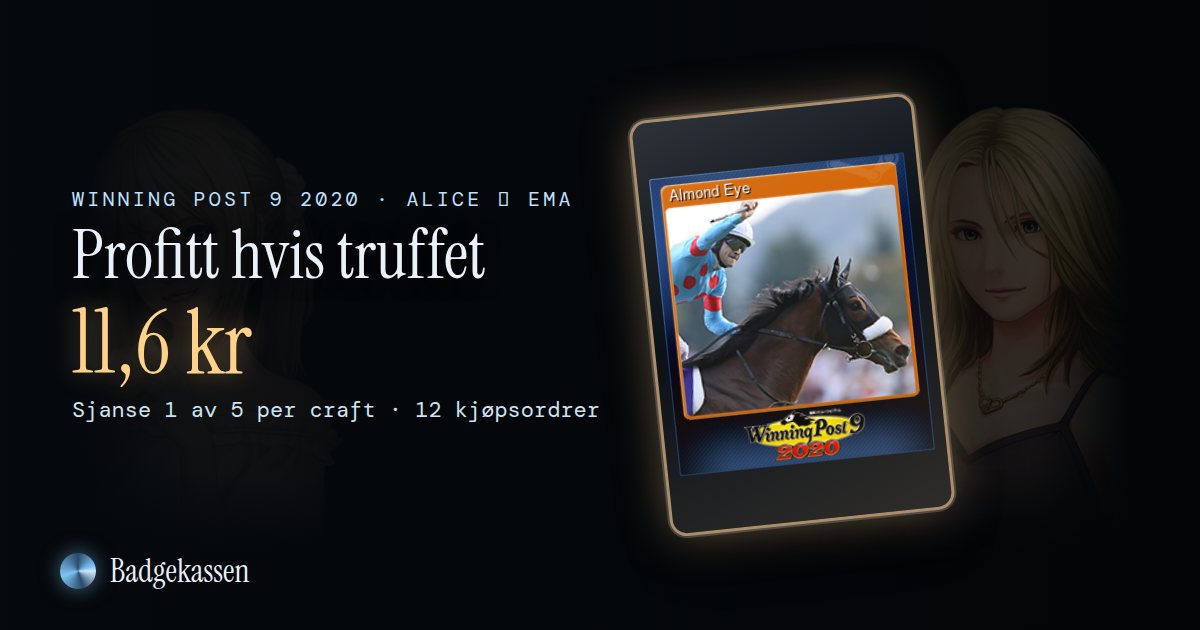 WINNING POST 9 2020 · ALICE ▯ EMA
Profitt hvis truffet
11,6 kr
Sjanse 1 av 5 per craft · 12 kjøpsordrer
Almond Eye
Winning Post 9
2020
Badgekassen